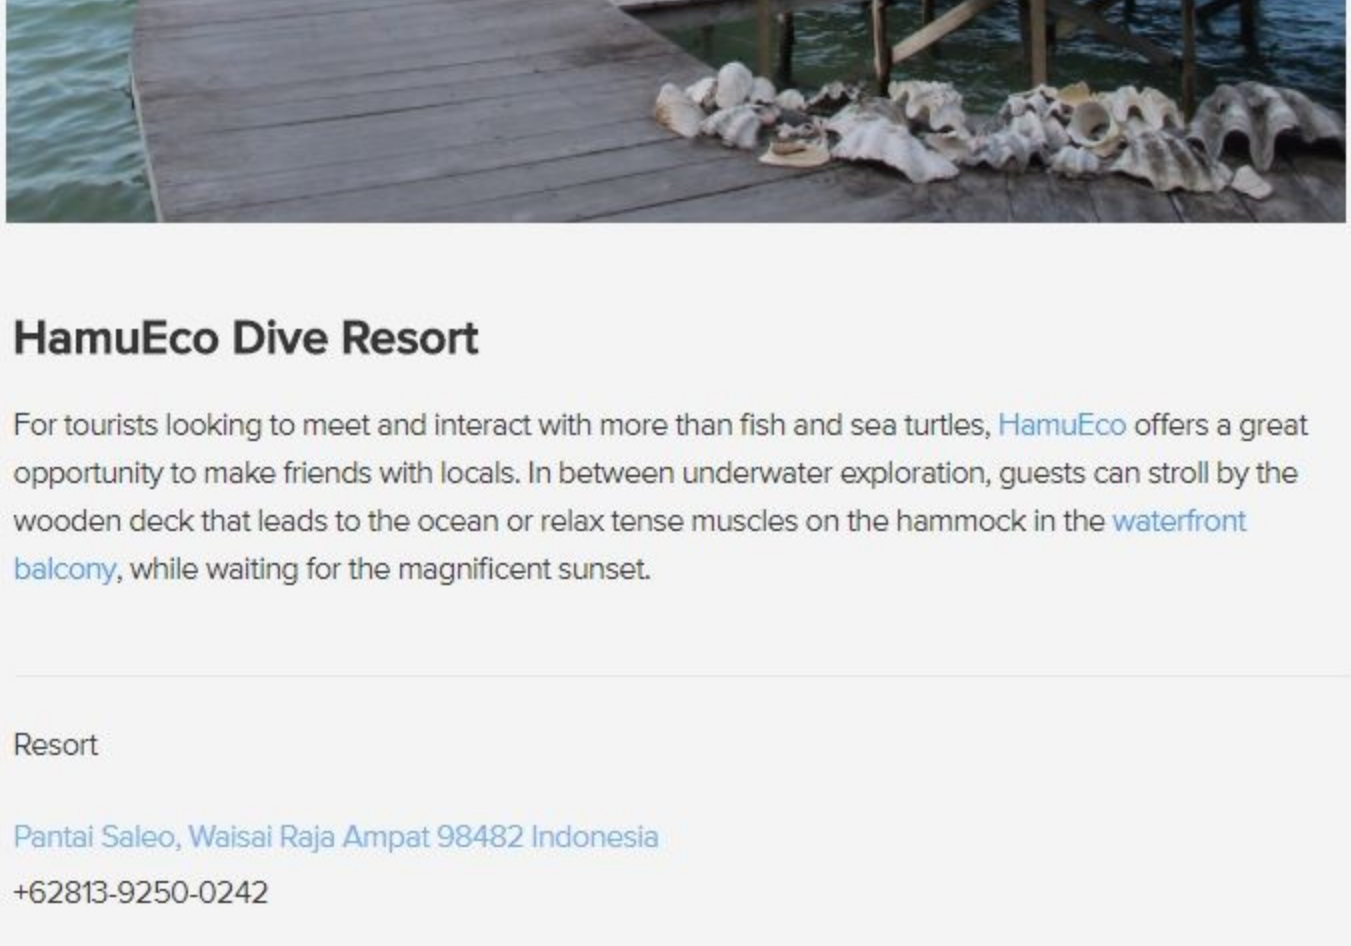 HamuEco Dive Resort
For tourists looking to meet and interact with more than fish and sea turtles, HamuEco offers a great
opportunity to make friends with locals. In between underwater exploration, guests can stroll by the
wooden deck that leads to the ocean or relax tense muscles on the hammock in the waterfront
balcony, while waiting for the magnificent sunset.
Resort
Pantai Saleo, Waisai Raja Ampat 98482 Indonesia
+62813-9250-0242